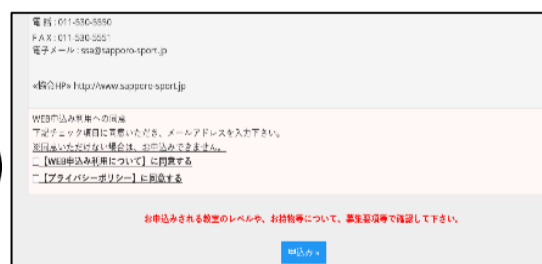 電 話 : 011-530-5550
F A X : 011-530-5551
電子メール : ssa@sapporo-sport.jp
≪協会HP≫ http://www.sapporo-sport.jp
WEB申込み利用への同意
下記チェック項目に同意いただき、メールアドレスを入力下さい。
※同意いただけない場合は、お申込みできません。
□【WEB申込み利用について】に同意する
□【プライバシーポリシー】に同意する
お申込みされる教室のレベルや、お持物等について、募集要項等で確認して下さい。
申込み »